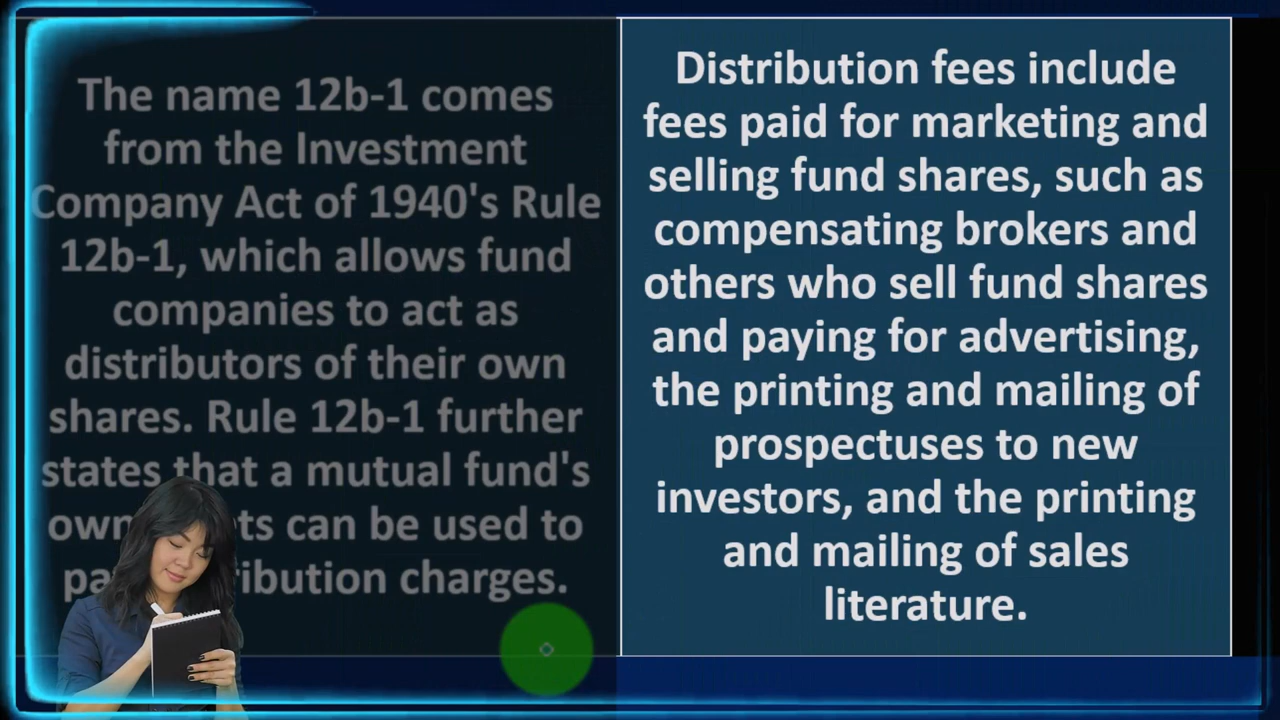 The name 12b-1 comes
from the Investment
Company Act of 1940's Rule
12b-1, which allows fund
companies to act as
distributors of their own
shares. Rule 12b-1 further
states that a mutual fund's
can be used to
charges.
Distribution fees include
fees paid for marketing and
selling fund shares, such as
compensating brokers and
others who sell fund shares
and paying for advertising,
the printing and mailing of
prospectuses to new
investors, and the printing
and mailing of sales
literature.